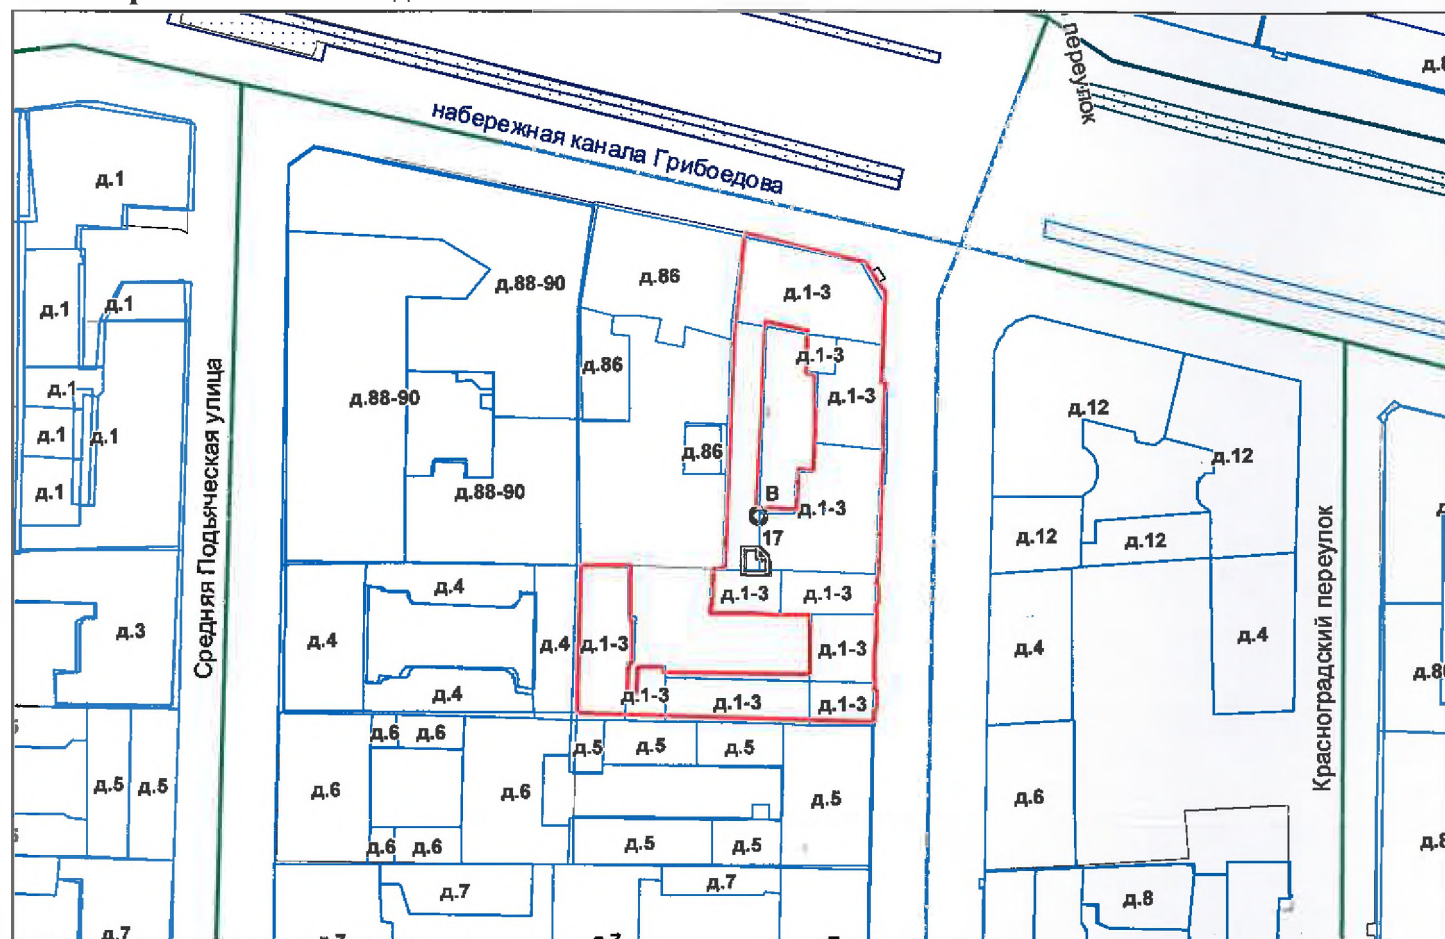 набережная канала Грибоедова
переулок
Средняя Подьяческая улица
Красноградский переулок
д.1
д.1
д.1
д.1
д.1
д.1
д.1
д.3
д.5
д.5
д.7
д.88-90
д.88-90
д.88-90
д.86
д.86
д.86
д.1-3
д.1-3
д.1-3
В
д.1-3
17
д.1-3
д.1-3
д.1-3
д.1-3
д.1-3
д.1-3
д.1-3
д.4
д.4
д.4
д.4
д.6
д.6
д.6
д.6
д.6
д.6
д.5
д.5
д.5
д.5
д.5
д.5
д.7
д.7
д.12
д.12
д.12
д.12
д.4
д.4
д.6
д.8